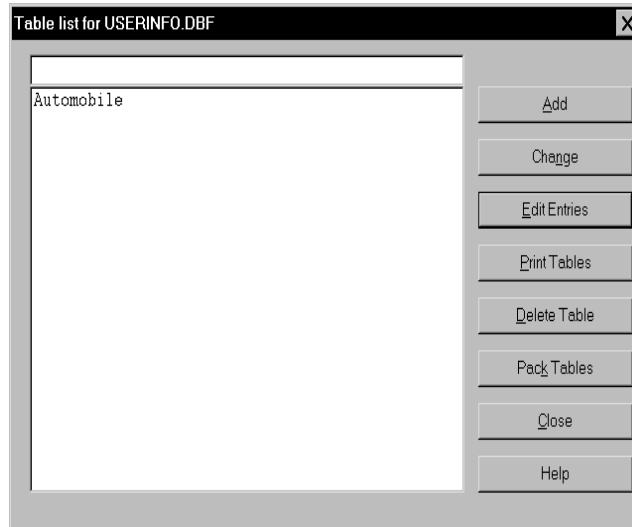 Table list for USERINFO.DBF
Automobile
Add
Change
Edit Entries
Print Tables
Delete Table
Pack Tables
Close
Help